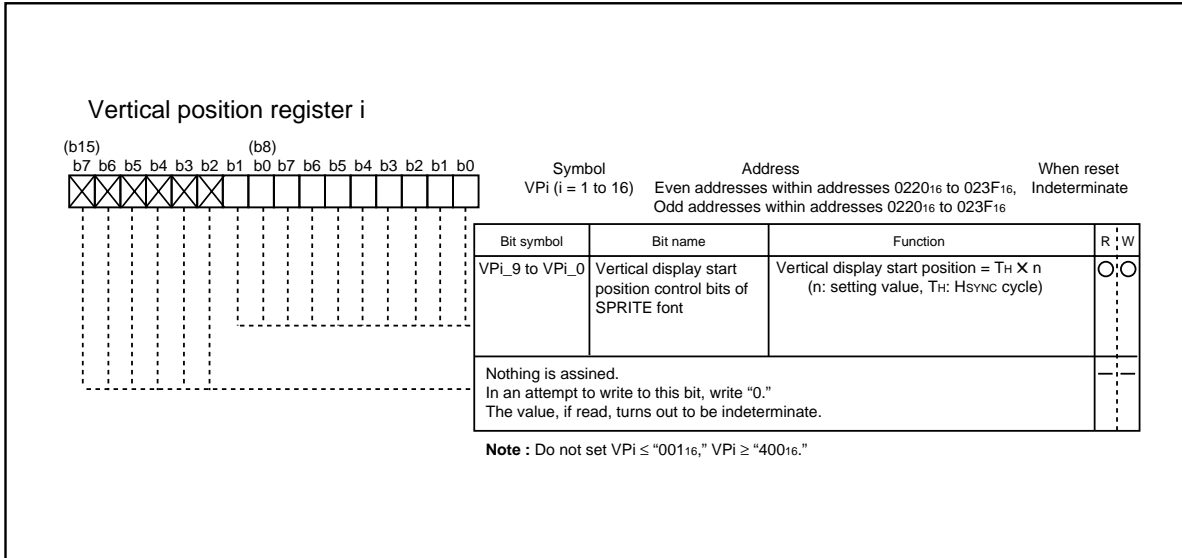 Vertical position register i
(b15) (b8)
b7 b6 b5 b4 b3 b2 b1 b0 b7 b6 b5 b4 b3 b2 b1 b0
Symbol Address When reset
VPi (i = 1 to 16) Even addresses within addresses 022016 to 023F16, Indeterminate
Odd addresses within addresses 022016 to 023F16
Bit symbol Bit name Function R W
VPi_9 to VPi_0 Vertical display start Vertical display start position = TH X n
position control bits of (n: setting value, TH: HSYNC cycle)
SPRITE font
Nothing is assined.
In an attempt to write to this bit, write “0.”
The value, if read, turns out to be indeterminate.
Note : Do not set VPi ≤ “00116,” VPi ≥ “40016.”